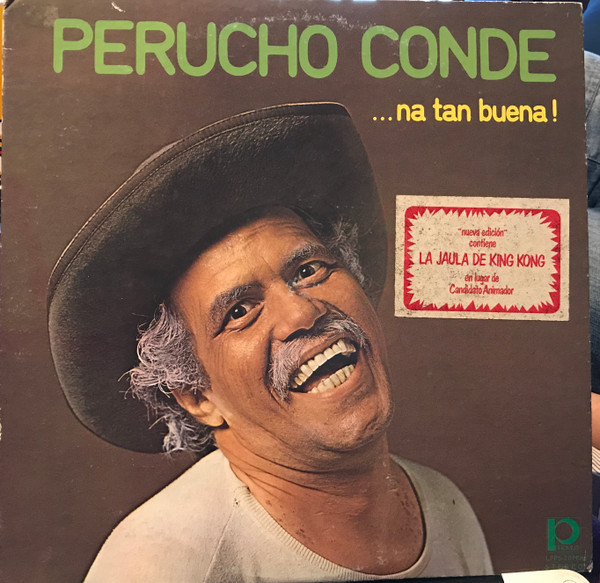 PERUCHO CONDE
...na tan buena!
"nueva edición"
contiene
LA JAULA DE KING KONG
en lugar de
"Candidato Animador"
p